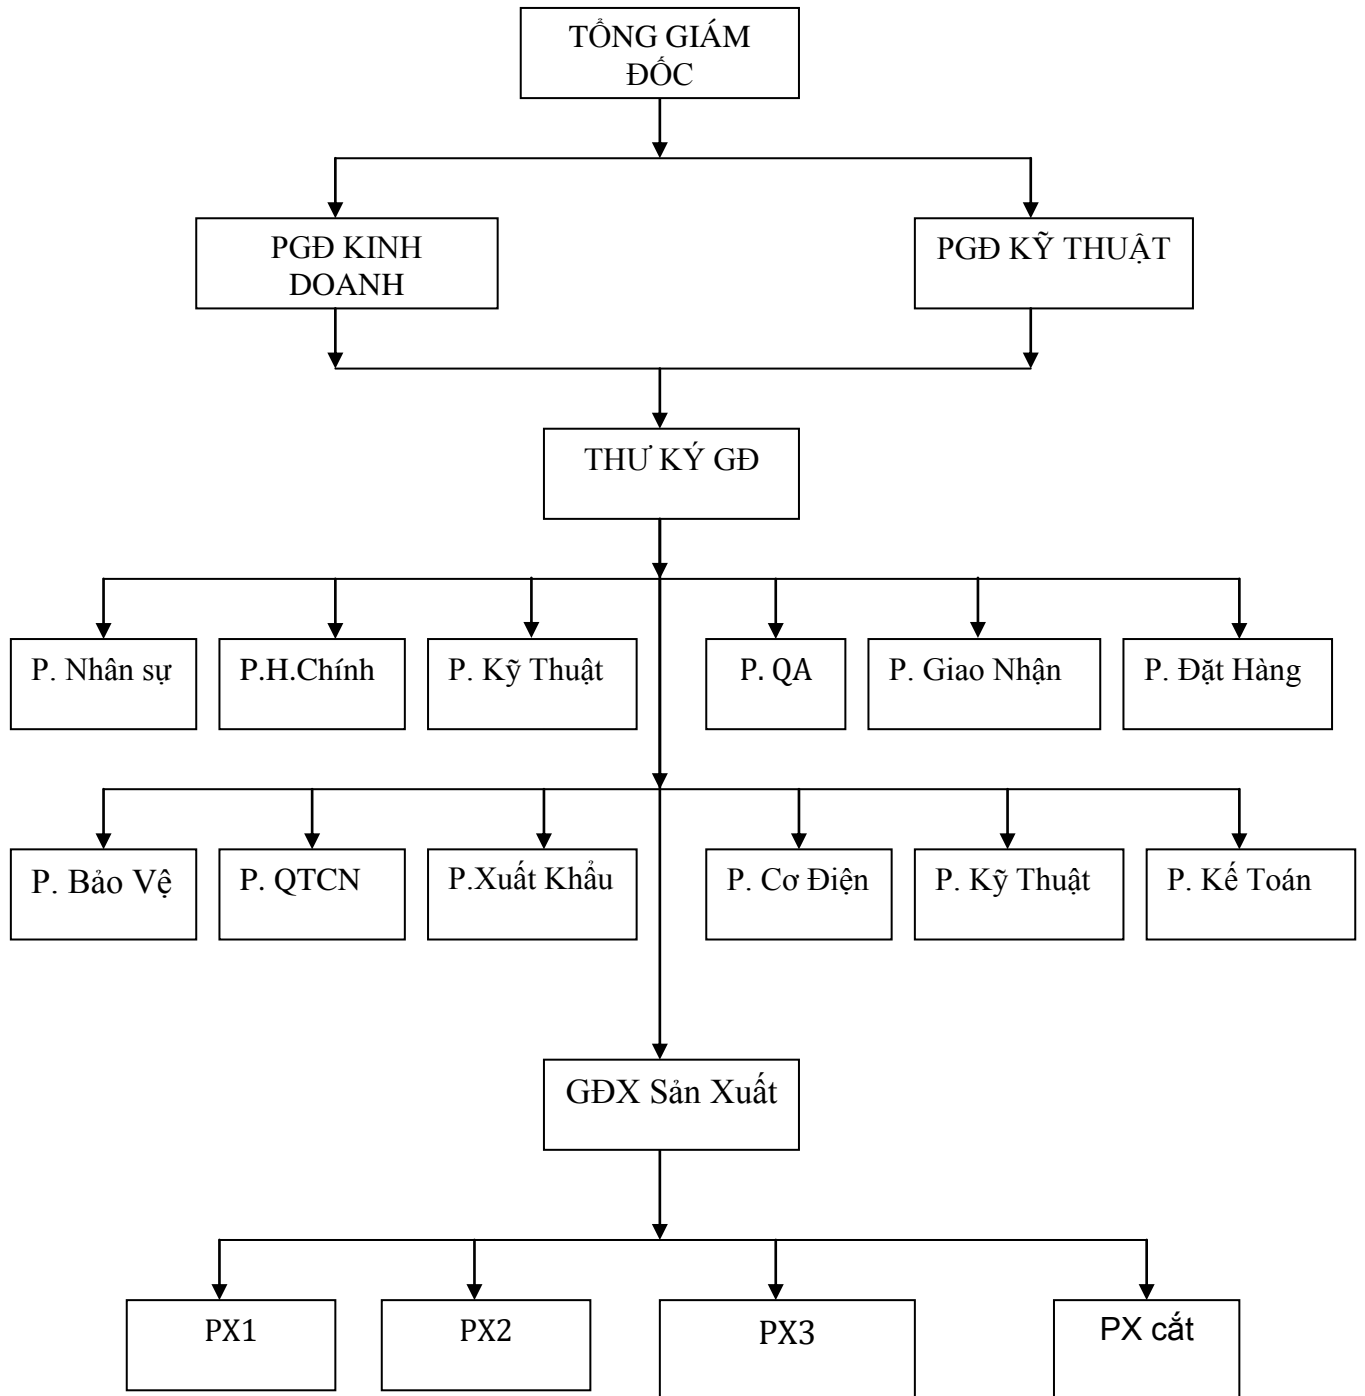 TỔNG GIÁM
ĐỐC
PGĐ KINH
DOANH
PGĐ KỸ THUẬT
THƯ KÝ GĐ
P. Nhân sự
P.H.Chính
P. Kỹ Thuật
P. QA
P. Giao Nhận
P. Đặt Hàng
P. Bảo Vệ
P. QTCN
P.Xuất Khẩu
P. Cơ Điện
P. Kỹ Thuật
P. Kế Toán
GĐX Sản Xuất
PX1
PX2
PX3
PX cắt